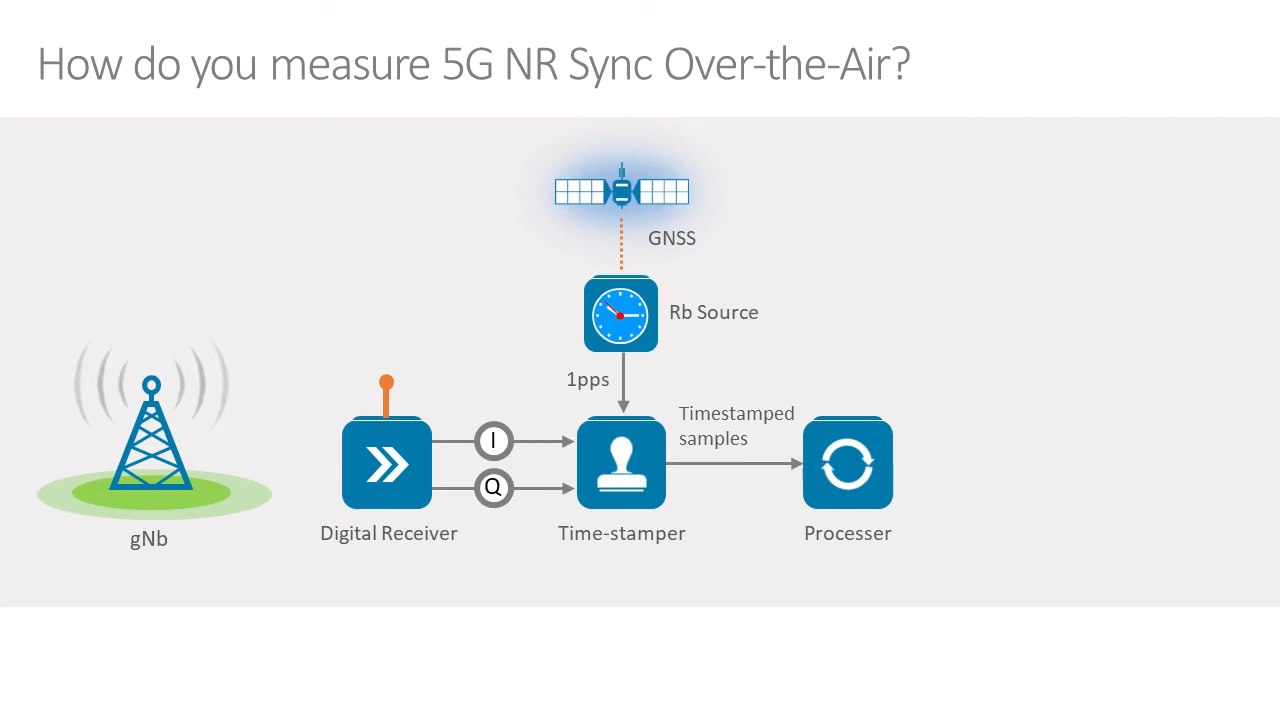 How do you measure 5G NR Sync Over-the-Air?
GNSS
Rb Source
1pps
Timestamped
samples
I
Q
Digital Receiver
Time-stamper
Processer
gNb